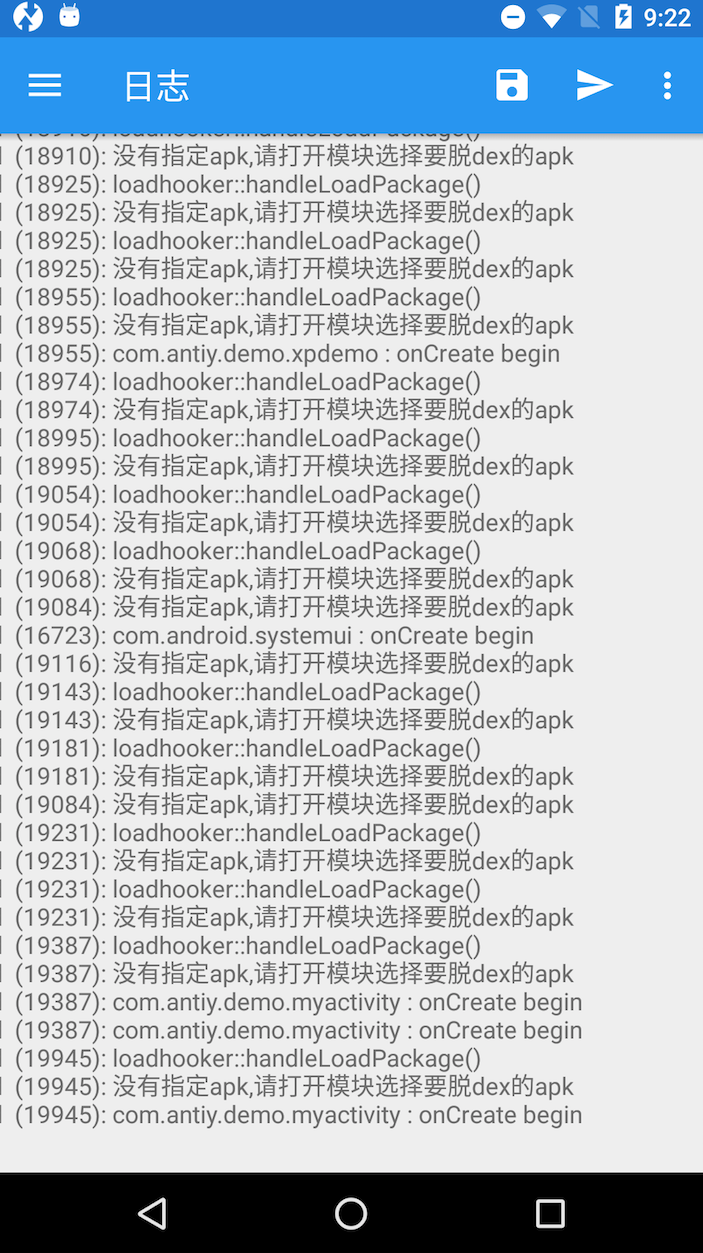 9:22
日志
(18910): loadhooker::handleLoadPackage()
(18910): 没有指定apk,请打开模块选择要脱dex的apk
(18925): loadhooker::handleLoadPackage()
(18925): 没有指定apk,请打开模块选择要脱dex的apk
(18925): loadhooker::handleLoadPackage()
(18925): 没有指定apk,请打开模块选择要脱dex的apk
(18955): loadhooker::handleLoadPackage()
(18955): 没有指定apk,请打开模块选择要脱dex的apk
(18955): com.antiy.demo.xpdemo : onCreate begin
(18974): loadhooker::handleLoadPackage()
(18974): 没有指定apk,请打开模块选择要脱dex的apk
(18995): loadhooker::handleLoadPackage()
(18995): 没有指定apk,请打开模块选择要脱dex的apk
(19054): loadhooker::handleLoadPackage()
(19054): 没有指定apk,请打开模块选择要脱dex的apk
(19068): loadhooker::handleLoadPackage()
(19068): 没有指定apk,请打开模块选择要脱dex的apk
(19084): 没有指定apk,请打开模块选择要脱dex的apk
(16723): com.android.systemui : onCreate begin
(19116): 没有指定apk,请打开模块选择要脱dex的apk
(19143): loadhooker::handleLoadPackage()
(19143): 没有指定apk,请打开模块选择要脱dex的apk
(19181): loadhooker::handleLoadPackage()
(19181): 没有指定apk,请打开模块选择要脱dex的apk
(19084): 没有指定apk,请打开模块选择要脱dex的apk
(19231): loadhooker::handleLoadPackage()
(19231): 没有指定apk,请打开模块选择要脱dex的apk
(19231): loadhooker::handleLoadPackage()
(19231): 没有指定apk,请打开模块选择要脱dex的apk
(19387): loadhooker::handleLoadPackage()
(19387): 没有指定apk,请打开模块选择要脱dex的apk
(19387): com.antiy.demo.myactivity : onCreate begin
(19387): com.antiy.demo.myactivity : onCreate begin
(19945): loadhooker::handleLoadPackage()
(19945): 没有指定apk,请打开模块选择要脱dex的apk
(19945): com.antiy.demo.myactivity : onCreate begin